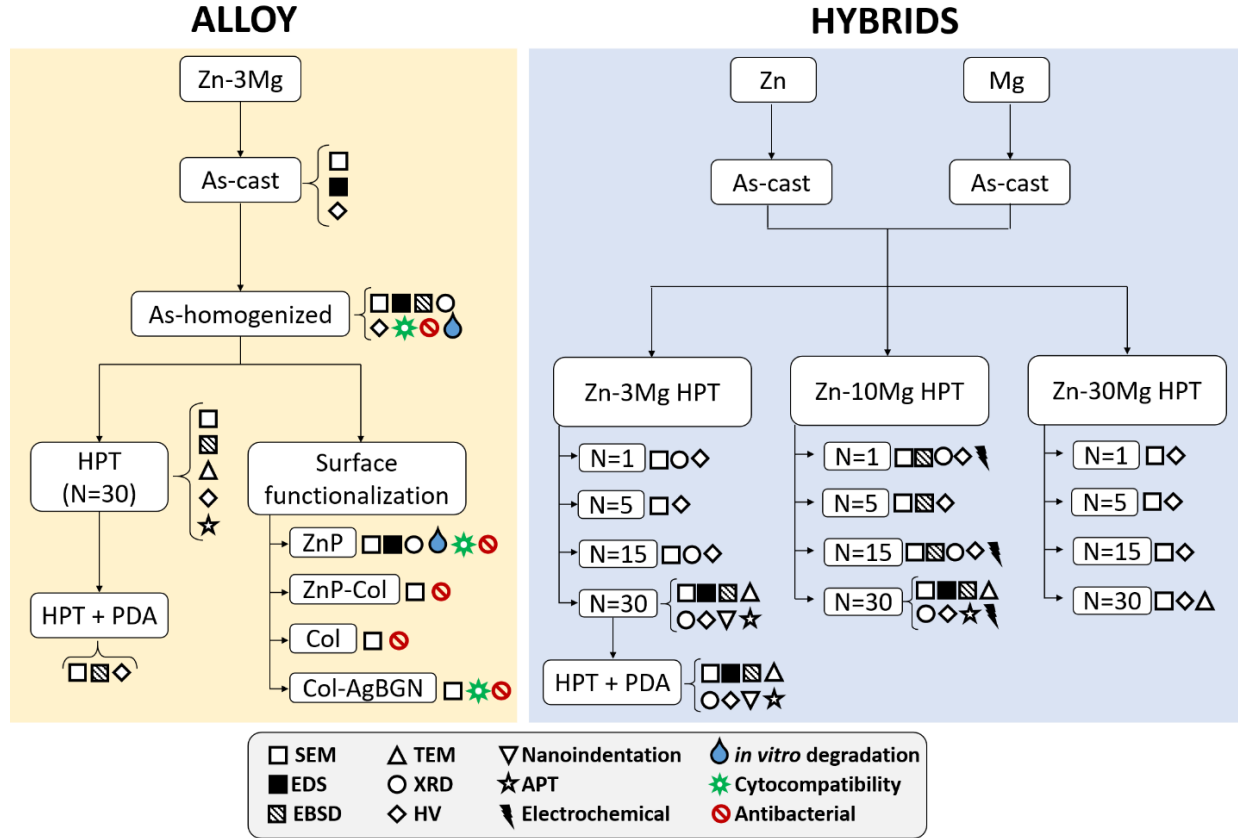 ALLOY
HYBRIDS
Zn-3Mg
As-cast
As-homogenized
HPT
(N=30)
HPT + PDA
Surface
functionalization
ZnP
ZnP-Col
Col
Col-AgBGN
Zn
Mg
As-cast
As-cast
Zn-3Mg HPT
N=1
N=5
N=15
N=30
HPT + PDA
Zn-10Mg HPT
N=1
N=5
N=15
N=30
Zn-30Mg HPT
N=1
N=5
N=15
N=30
SEM
EDS
EBSD
TEM
XRD
HV
Nanoindentation
APT
Electrochemical
in vitro degradation
Cytocompatibility
Antibacterial